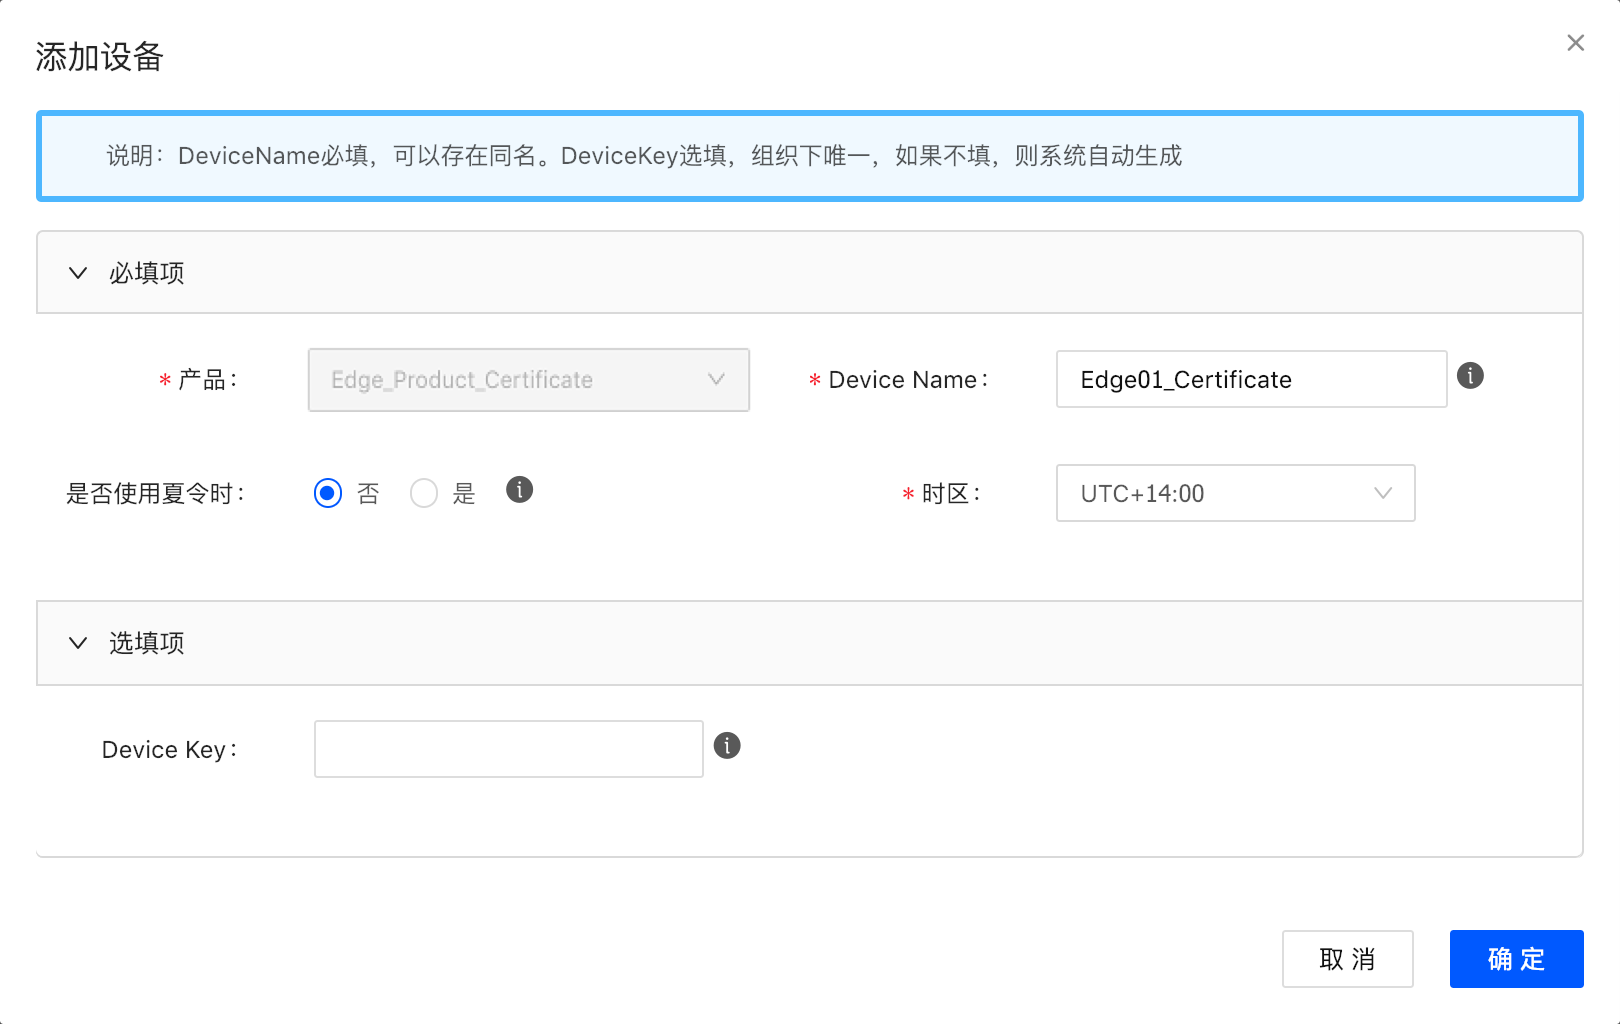 添加设备
说明：DeviceName必填，可以存在同名。DeviceKey选填，组织下唯一，如果不填，则系统自动生成
必填项
* 产品： Edge_Product_Certificate * Device Name： Edge01_Certificate
是否使用夏令时： 否 是 * 时区： UTC+14:00
选填项
Device Key：
取 消 确 定